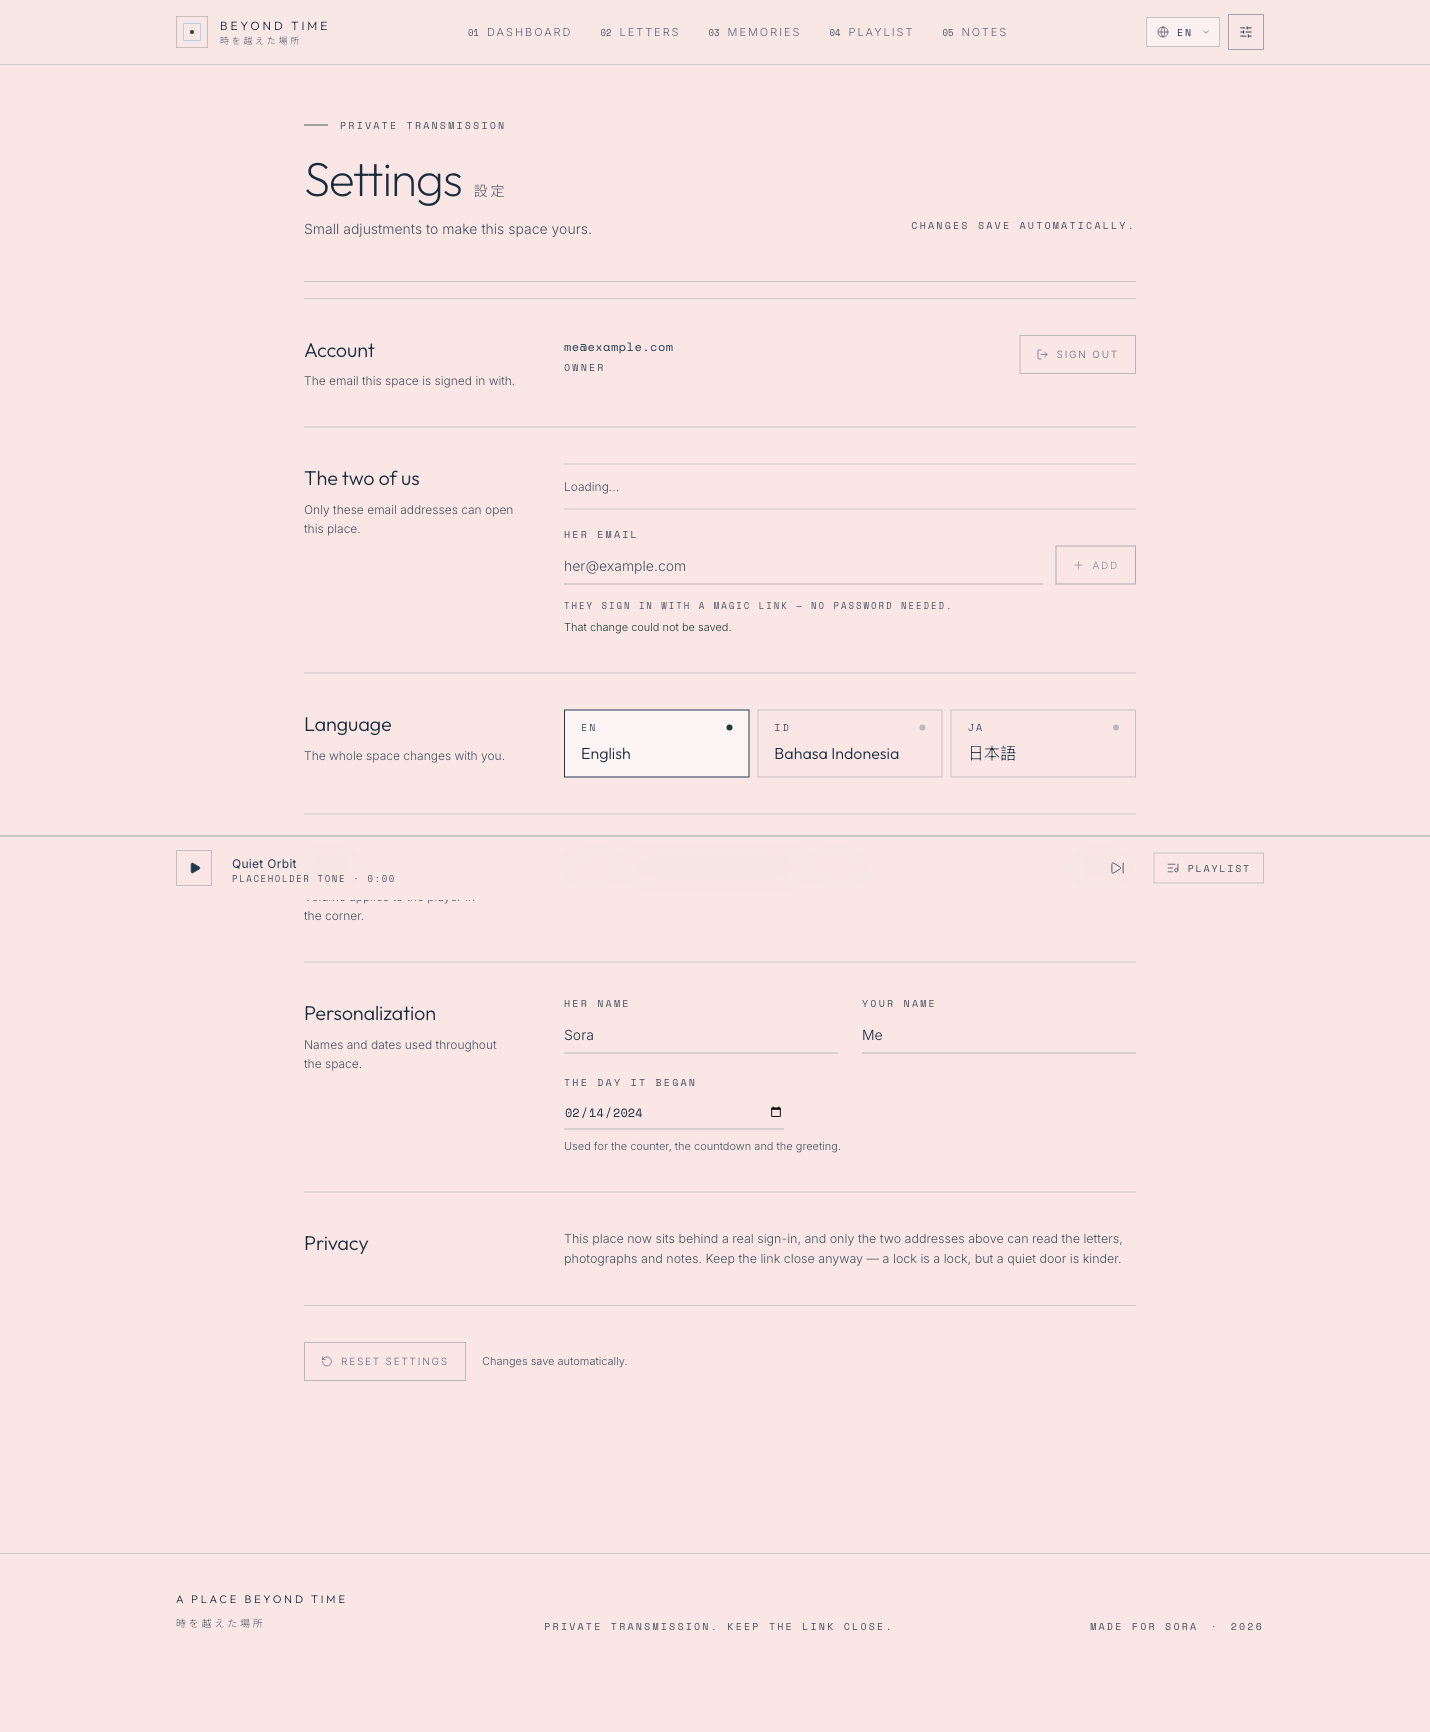 BEYOND TIME
時を越えた場所
01 DASHBOARD
02 LETTERS
03 MEMORIES
04 PLAYLIST
05 NOTES
EN
PRIVATE TRANSMISSION
Settings 設定
Small adjustments to make this space yours.
CHANGES SAVE AUTOMATICALLY.
Account
The email this space is signed in with.
me@example.com
OWNER
SIGN OUT
The two of us
Only these email addresses can open
this place.
Loading…
HER EMAIL
her@example.com
ADD
THEY SIGN IN WITH A MAGIC LINK — NO PASSWORD NEEDED.
That change could not be saved.
Language
The whole space changes with you.
EN
English
ID
Bahasa Indonesia
JA
日本語
Quiet Orbit
PLACEHOLDER TONE · 0:00
PLAYLIST
Volume applies to the player in
the corner.
Personalization
Names and dates used throughout
the space.
HER NAME
Sora
YOUR NAME
Me
THE DAY IT BEGAN
02/14/2024
Used for the counter, the countdown and the greeting.
Privacy
This place now sits behind a real sign-in, and only the two addresses above can read the letters,
photographs and notes. Keep the link close anyway — a lock is a lock, but a quiet door is kinder.
RESET SETTINGS
Changes save automatically.
A PLACE BEYOND TIME
時を越えた場所
PRIVATE TRANSMISSION. KEEP THE LINK CLOSE.
MADE FOR SORA · 2026